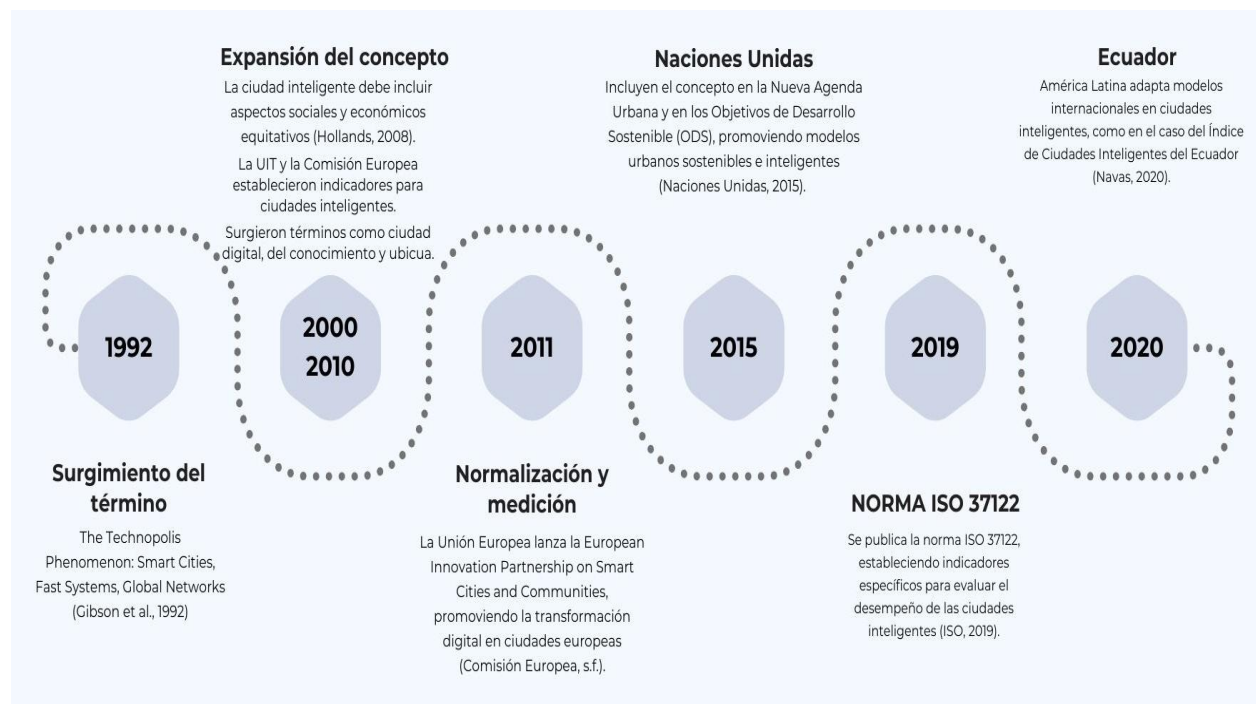 Expansión del concepto
La ciudad inteligente debe incluir
aspectos sociales y económicos
equitativos (Hollands, 2008).
La UIT y la Comisión Europea
establecieron indicadores para
ciudades inteligentes.
Surgieron términos como ciudad
digital, del conocimiento y ubicua.
Naciones Unidas
Incluyen el concepto en la Nueva Agenda
Urbana y en los Objetivos de Desarrollo
Sostenible (ODS), promoviendo modelos
urbanos sostenibles e inteligentes
(Naciones Unidas, 2015).
Ecuador
América Latina adapta modelos
internacionales en ciudades
inteligentes, como en el caso del Índice
de Ciudades Inteligentes del Ecuador
(Navas, 2020).
1992
2000
2010
2011
2015
2019
2020
Surgimiento del
término
The Technopolis
Phenomenon: Smart Cities,
Fast Systems, Global Networks
(Gibson et al., 1992)
Normalización y
medición
La Unión Europea lanza la European
Innovation Partnership on Smart
Cities and Communities,
promoviendo la transformación
digital en ciudades europeas
(Comisión Europea, s.f.).
NORMA ISO 37122
Se publica la norma ISO 37122,
estableciendo indicadores
específicos para evaluar el
desempeño de las ciudades
inteligentes (ISO, 2019).